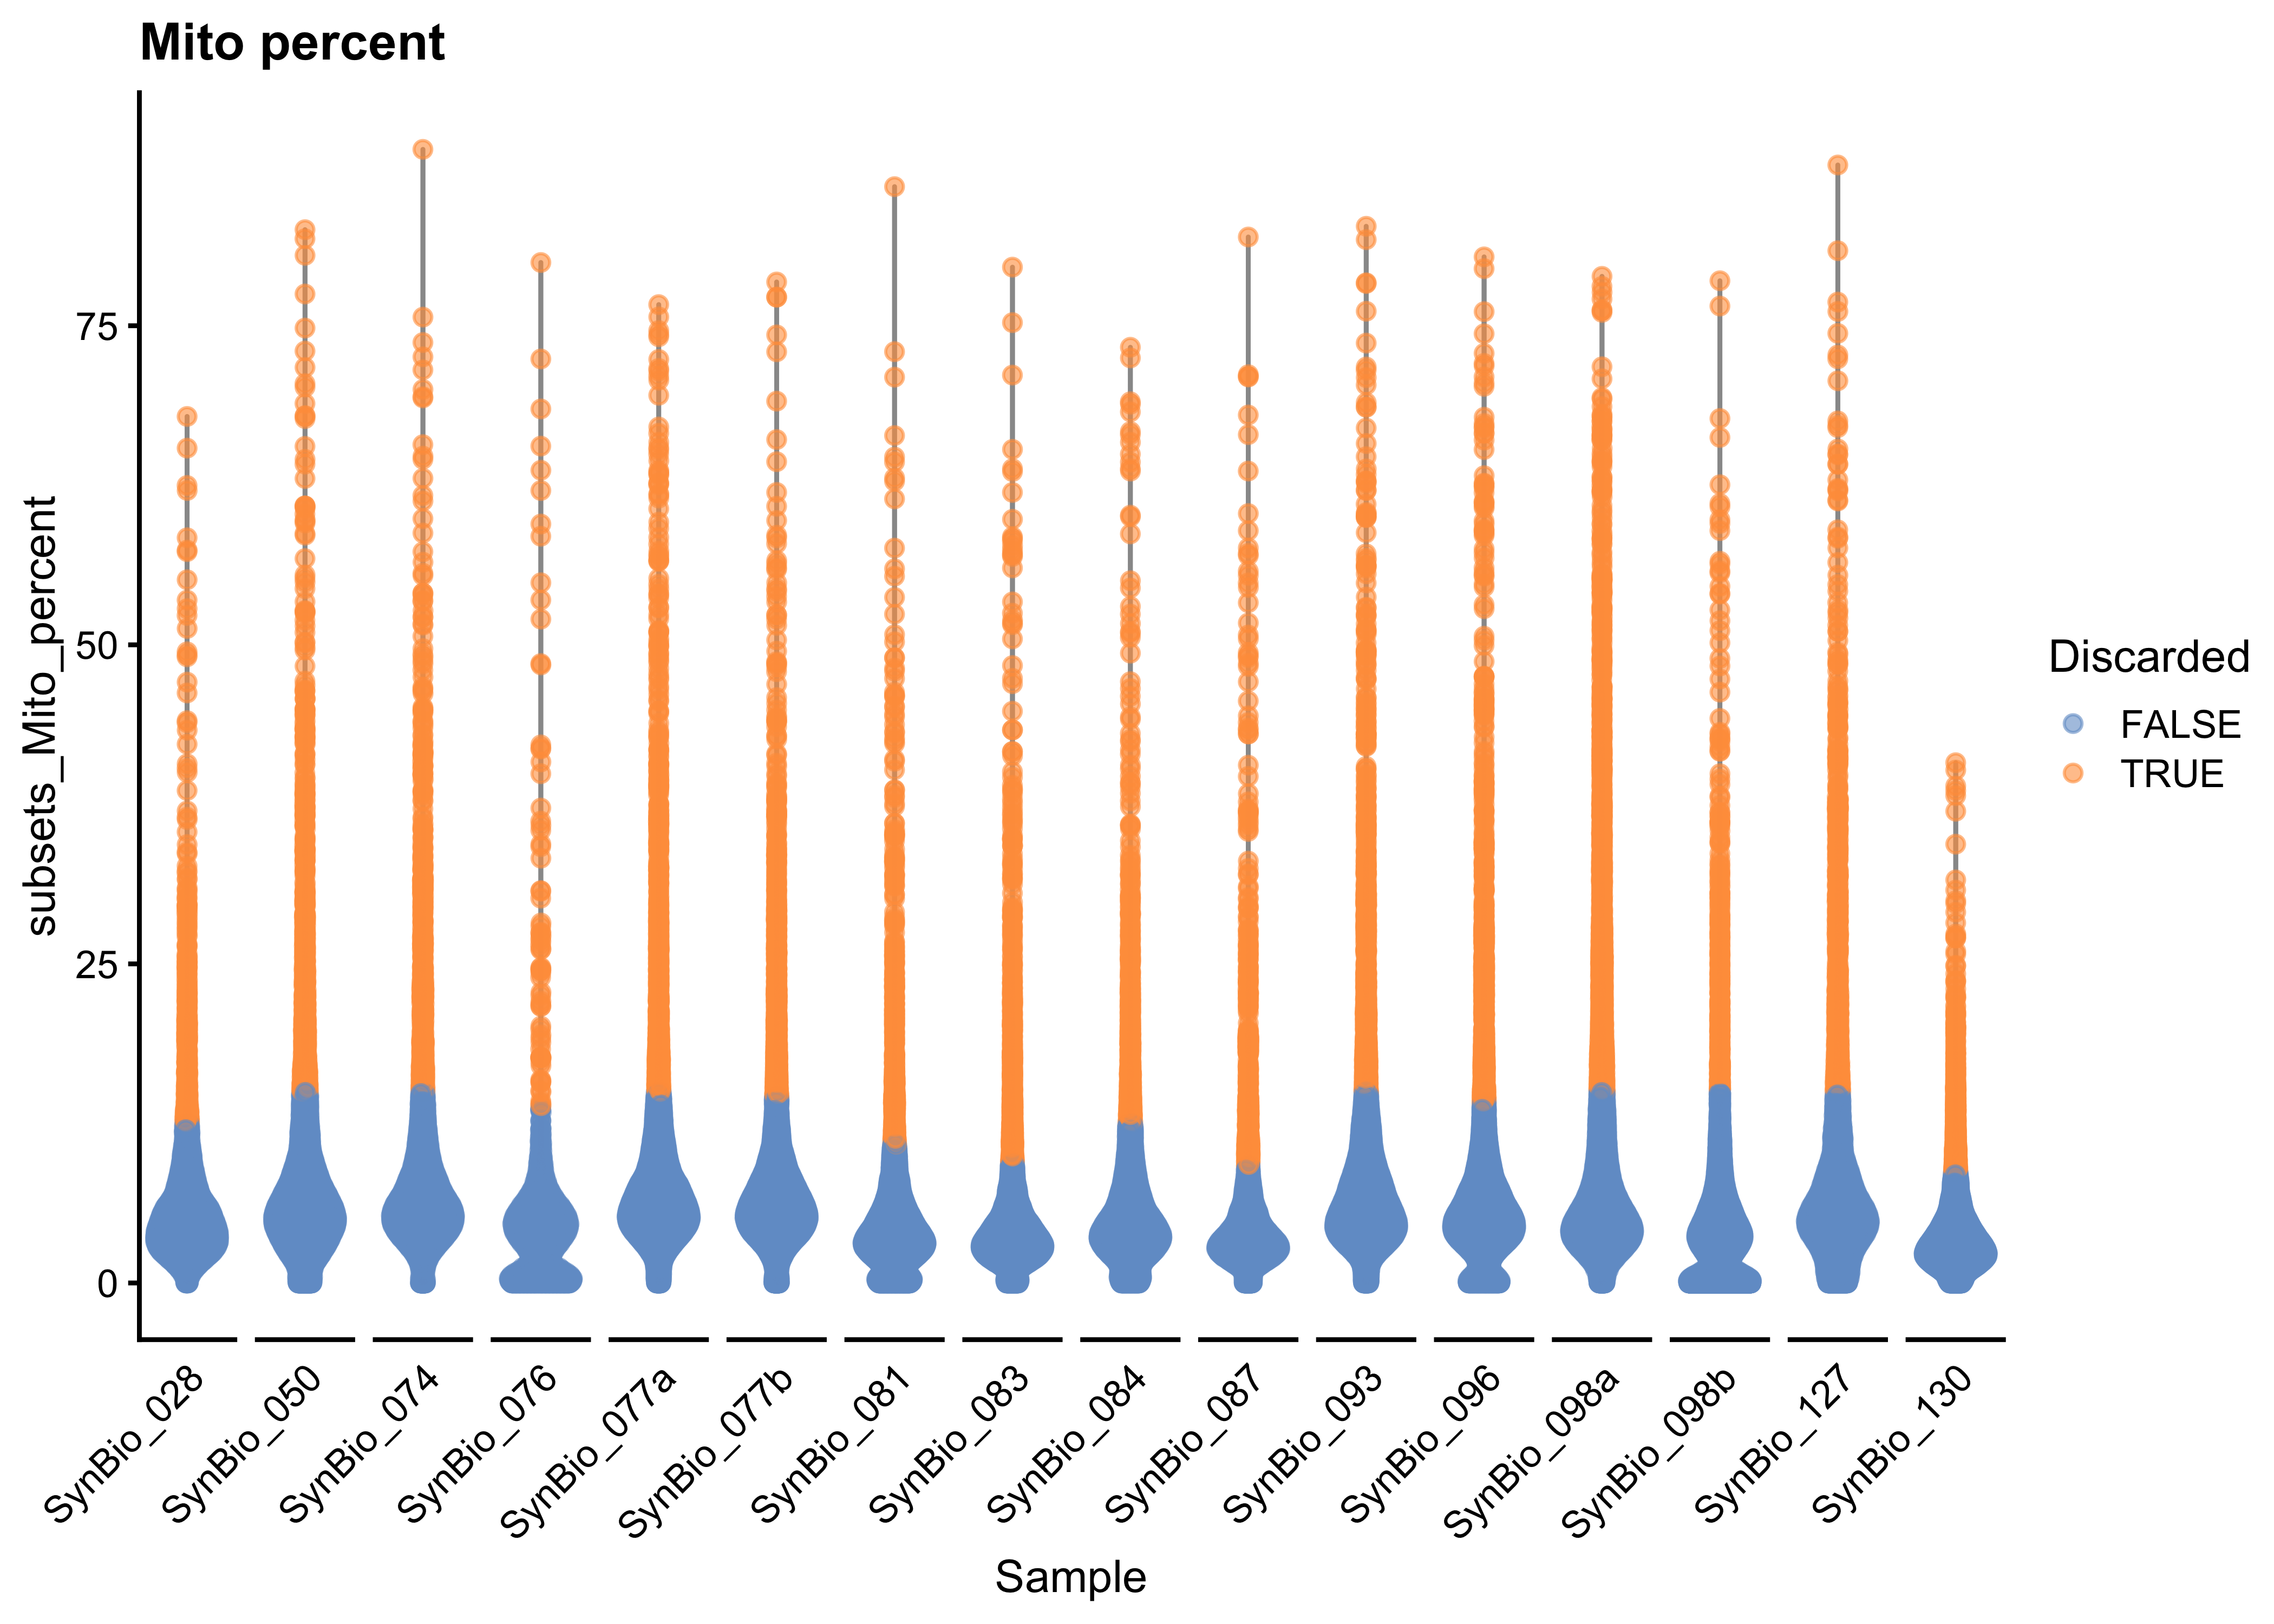 Mito percent
subsets_Mito_percent
75
50
25
0
SynBio_028
SynBio_050
SynBio_074
SynBio_076
SynBio_077a
SynBio_077b
SynBio_081
SynBio_083
SynBio_084
SynBio_087
SynBio_093
SynBio_096
SynBio_098a
SynBio_098b
SynBio_127
SynBio_130
Sample
Discarded
FALSE
TRUE